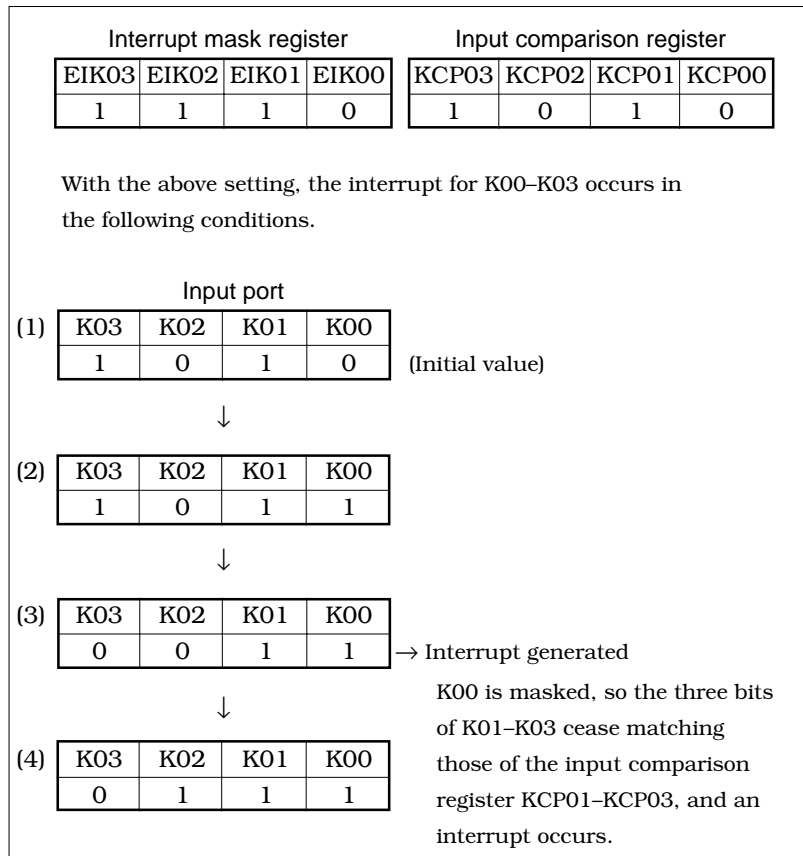 Interrupt mask register Input comparison register
EIK03 EIK02 EIK01 EIK00 KCP03 KCP02 KCP01 KCP00
1 1 1 0 1 0 1 0
With the above setting, the interrupt for K00–K03 occurs in
the following conditions.
Input port
(1) K03 K02 K01 K00
1 0 1 0 (Initial value)
↓
(2) K03 K02 K01 K00
1 0 1 1
↓
(3) K03 K02 K01 K00
0 0 1 1 → Interrupt generated
K00 is masked, so the three bits
↓ of K01–K03 cease matching
(4) K03 K02 K01 K00 those of the input comparison
0 1 1 1 register KCP01–KCP03, and an
interrupt occurs.